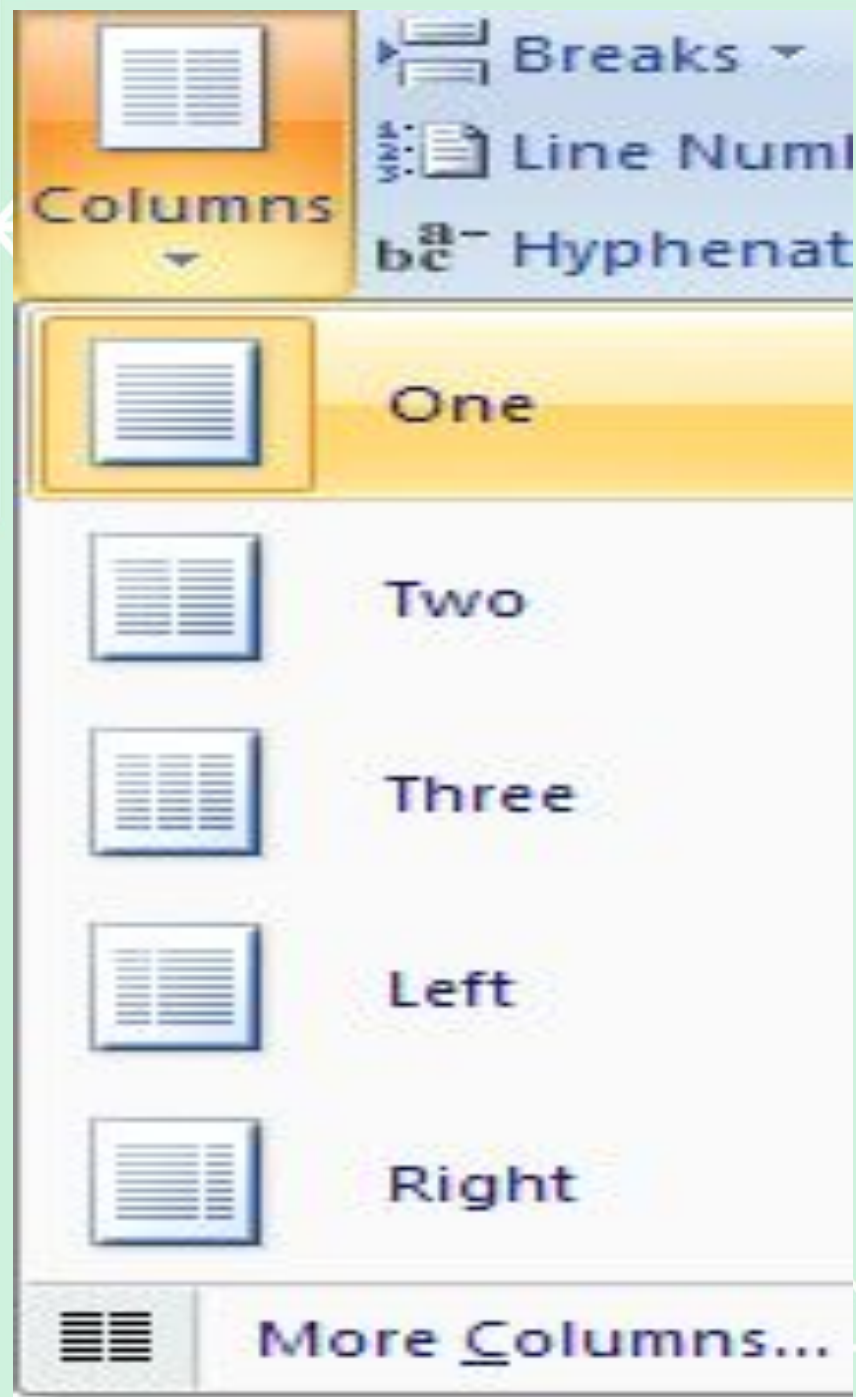 Columns
Breaks
Line Numb
Hyphenat
One
Two
Three
Left
Right
More Columns...